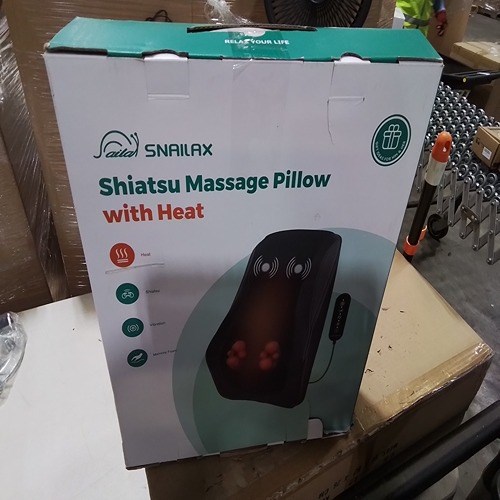 RELAX YOUR LIFE
SNAILAX
Shiatsu Massage Pillow
with Heat
Heat